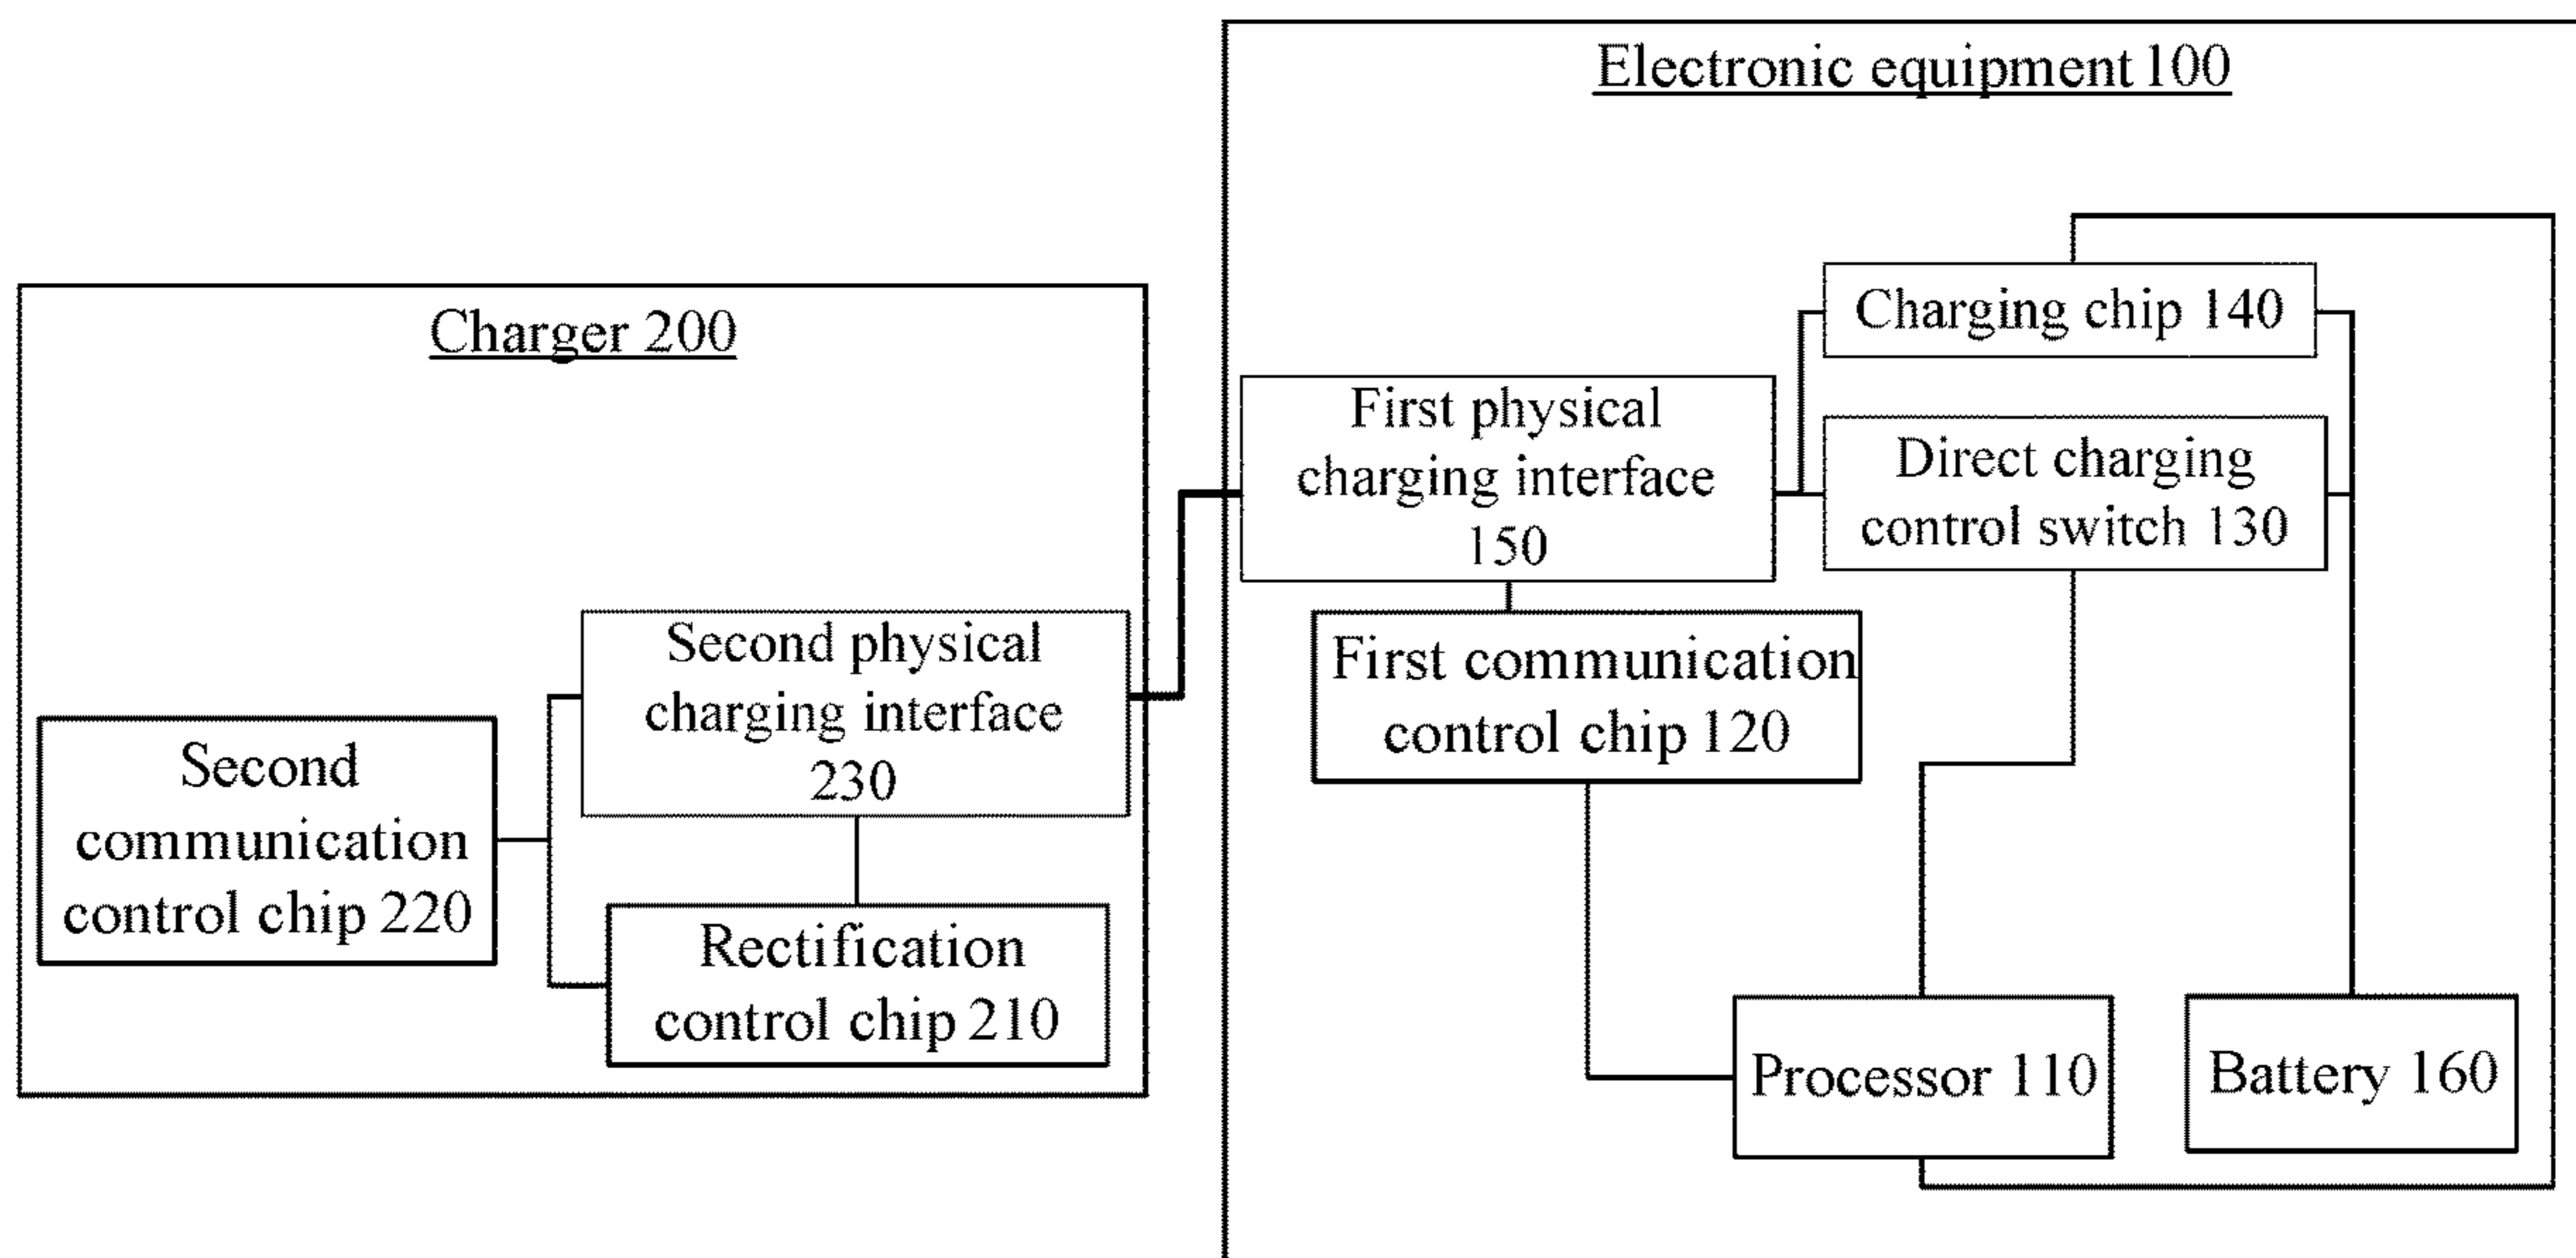 Electronic equipment 100
Charger 200
Charging chip 140
First physical
charging interface
150
Direct charging
control switch 130
Second physical
charging interface
230
First communication
control chip 120
Second
communication
control chip 220
Rectification
control chip 210
Processor 110
Battery 160